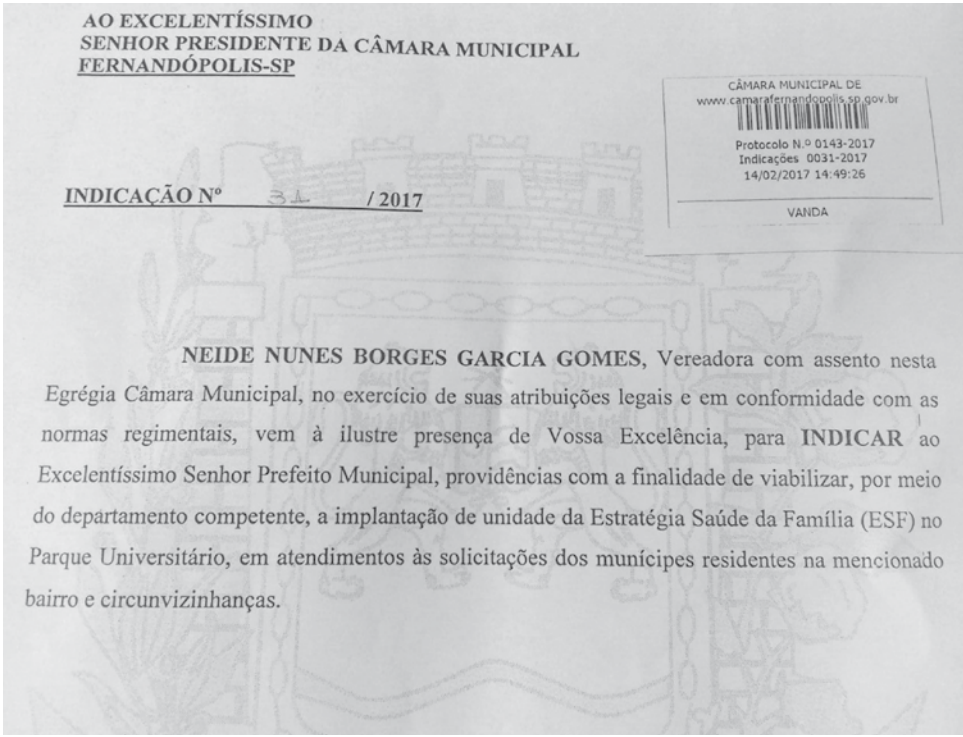 AO EXCELENTÍSSIMO
SENHOR PRESIDENTE DA CÂMARA MUNICIPAL
FERNANDÓPOLIS-SP
CÂMARA MUNICIPAL DE
www.camarafernandopolis.sp.gov.br
Protocolo N.º 0143-2017
Indicações 0031-2017
14/02/2017 14:49:26
VANDA
INDICAÇÃO Nº 31 / 2017
NEIDE NUNES BORGES GARCIA GOMES, Vereadora com assento nesta
Egrégia Câmara Municipal, no exercício de suas atribuições legais e em conformidade com as
normas regimentais, vem à ilustre presença de Vossa Excelência, para INDICAR ao
Excelentíssimo Senhor Prefeito Municipal, providências com a finalidade de viabilizar, por meio
do departamento competente, a implantação de unidade da Estratégia Saúde da Família (ESF) no
Parque Universitário, em atendimentos às solicitações dos munícipes residentes na mencionado
bairro e circunvizinhanças.